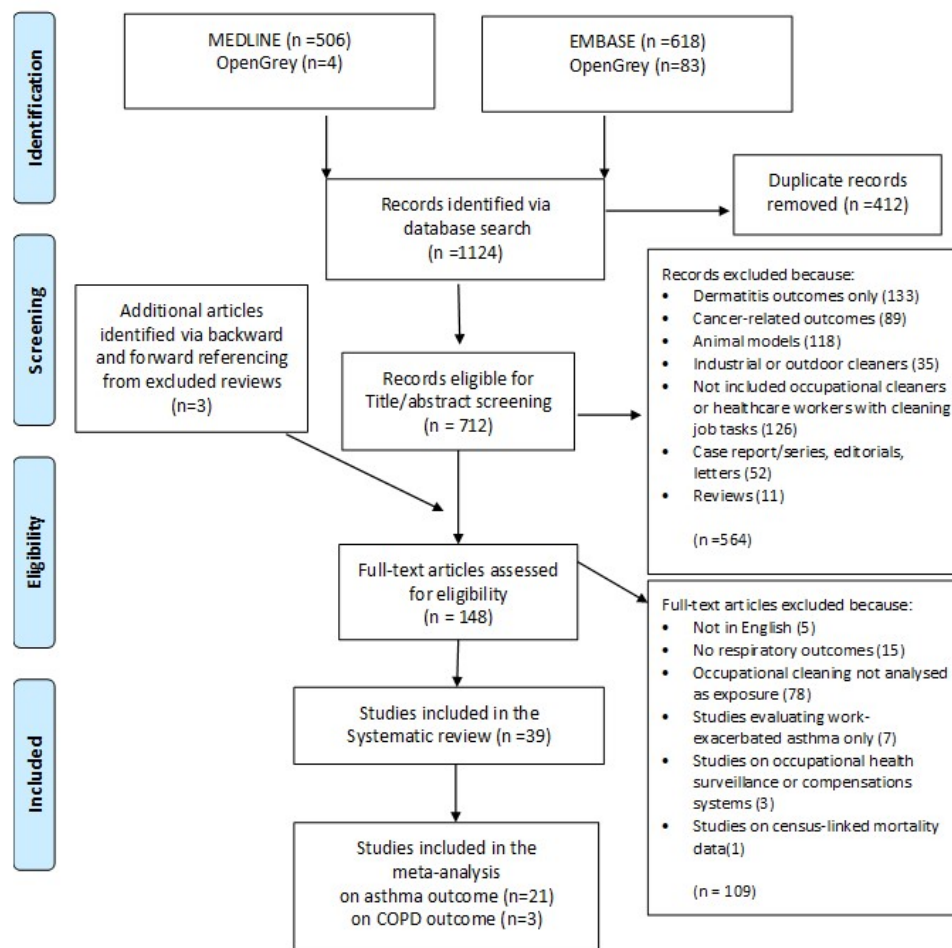 Identification
MEDLINE (n =506)
OpenGrey (n=4)
EMBASE (n =618)
OpenGrey (n=83)
Records identified via
database search
(n =1124)
Duplicate records
removed (n =412)
Screening
Additional articles
identified via backward
and forward referencing
from excluded reviews
(n=3)
Records eligible for
Title/abstract screening
n = 712)
Records excluded because:
• Dermatitis outcomes only (133)
• Cancer-related outcomes (89)
• Animal models (118)
• Industrial or outdoor cleaners (35)
• Not included occupational cleaners
or healthcare workers with cleaning
job tasks (126)
• Case report/series, editorials,
letters (52)
• Reviews (11)
(n =564)
Eligibility
Full-text articles assessed
for eligibility
n = 148)
Full-text articles excluded because:
• Not in English (5)
• No respiratory outcomes (15)
• Occupational cleaning not analysed
as exposure (78)
• Studies evaluating work-
exacerbated asthma only (7)
• Studies on occupational health
surveillance or compensations
systems (3)
• Studies on census-linked mortality
data(1)
(n = 109)
Included
Studies included in the
Systematic review (n =39)
Studies included in the
meta-analysis
on asthma outcome (n=21)
on COPD outcome (n=3)